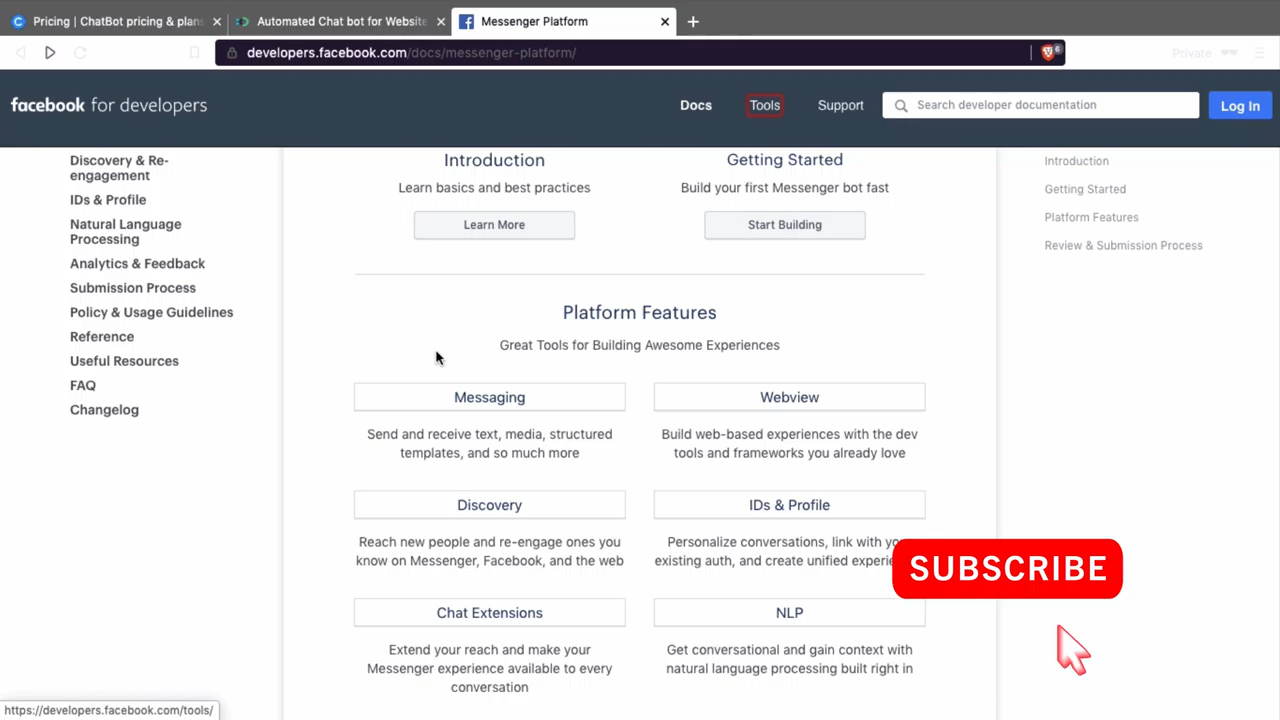 Pricing | ChatBot pricing & plans
Automated Chat bot for Website
Messenger Platform
developers.facebook.com/docs/messenger-platform/
6
Private
facebook for developers
Docs
Tools
Support
Search developer documentation
Log In
Discovery & Re-
engagement
IDs & Profile
Natural Language
Processing
Analytics & Feedback
Submission Process
Policy & Usage Guidelines
Reference
Useful Resources
FAQ
Changelog
Introduction
Learn basics and best practices
Learn More
Getting Started
Build your first Messenger bot fast
Start Building
Platform Features
Great Tools for Building Awesome Experiences
Messaging
Send and receive text, media, structured
templates, and so much more
Webview
Build web-based experiences with the dev
tools and frameworks you already love
Discovery
Reach new people and re-engage ones you
know on Messenger, Facebook, and the web
IDs & Profile
Personalize conversations, link with
existing auth, and create unified
Chat Extensions
Extend your reach and make your
Messenger experience available to every
conversation
NLP
Get conversational and gain context with
natural language processing built right in
Introduction
Getting Started
Platform Features
Review & Submission Process
SUBSCRIBE
https://developers.facebook.com/tools/